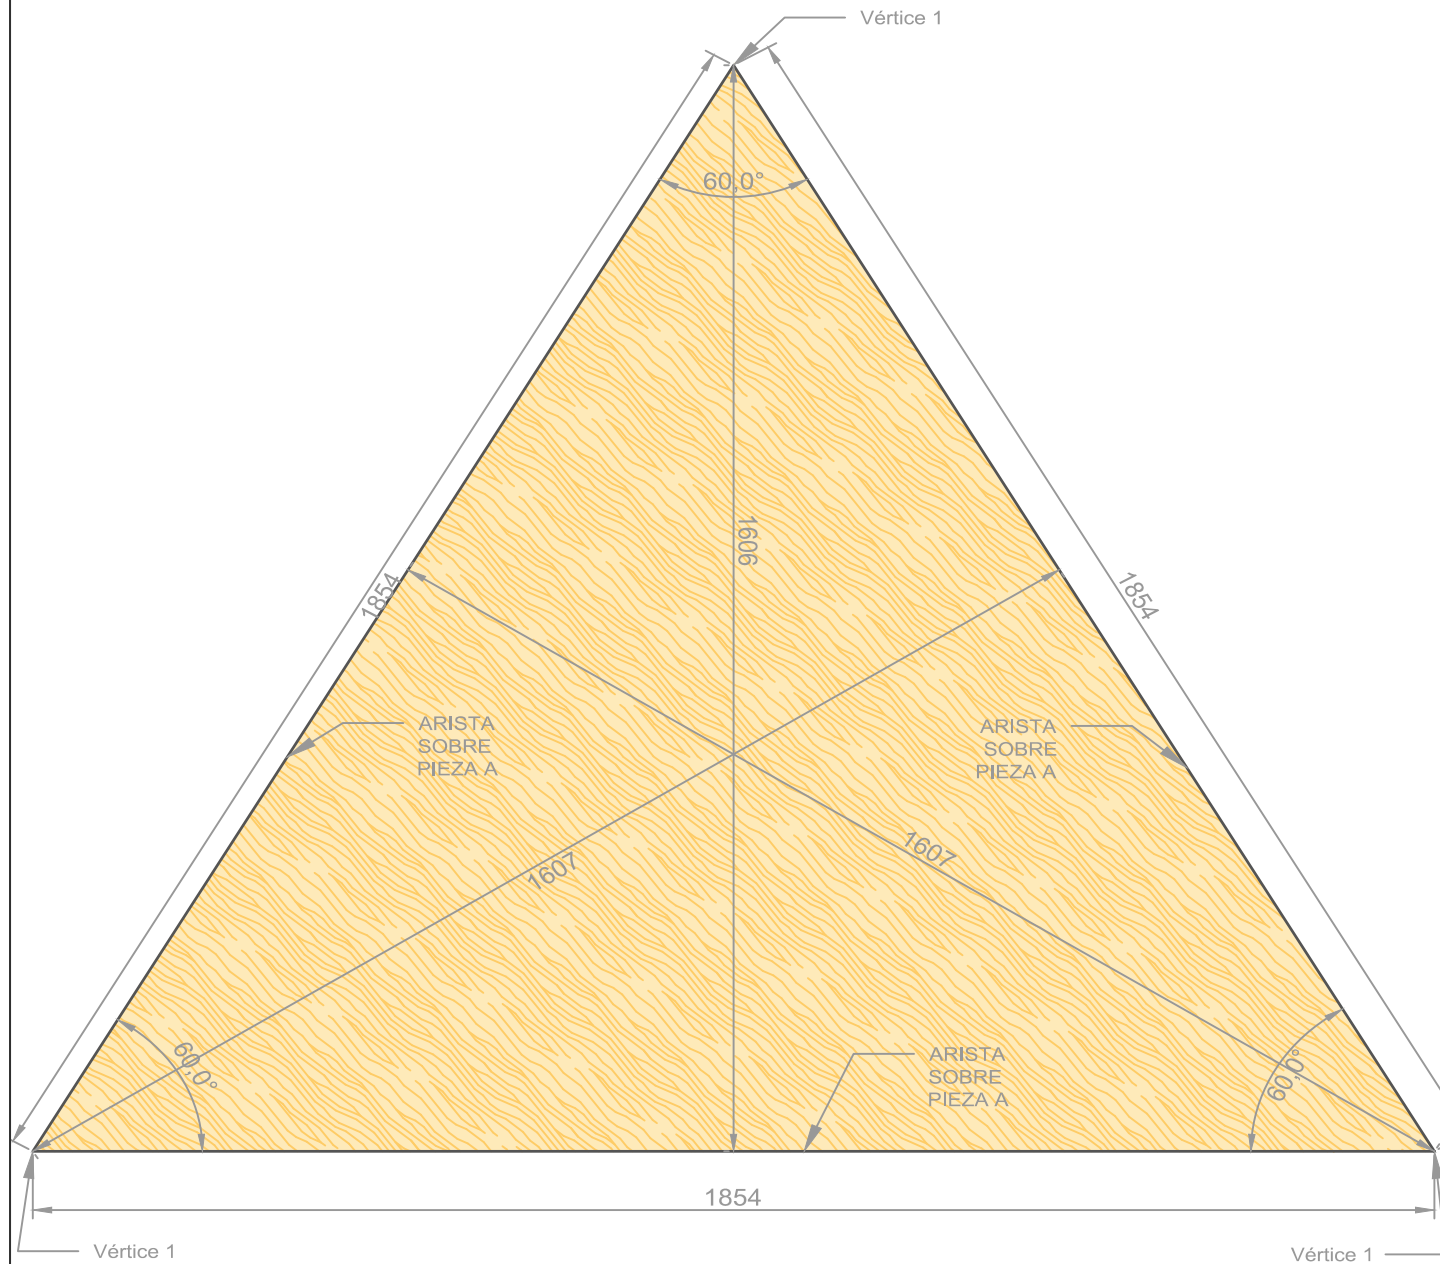 Vértice 1
60,0°
1606
1854
1854
ARISTA
SOBRE
PIEZA A
ARISTA
SOBRE
PIEZA A
1607
1607
60,0°
ARISTA
SOBRE
PIEZA A
60,0°
1854
Vértice 1
Vértice 1